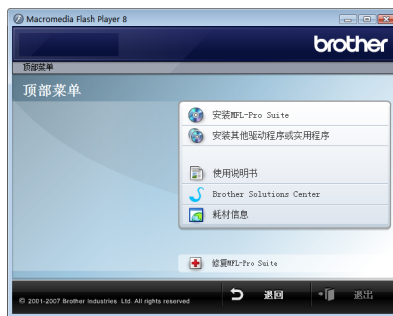 Macromedia Flash Player 8
brother
顶部菜单
顶部菜单
安装MFL-Pro Suite
安装其他驱动程序或实用程序
使用说明书
Brother Solutions Center
耗材信息
修复MFL-Pro Suite
© 2001-2007 Brother Industries Ltd. All rights reserved
退回
退出